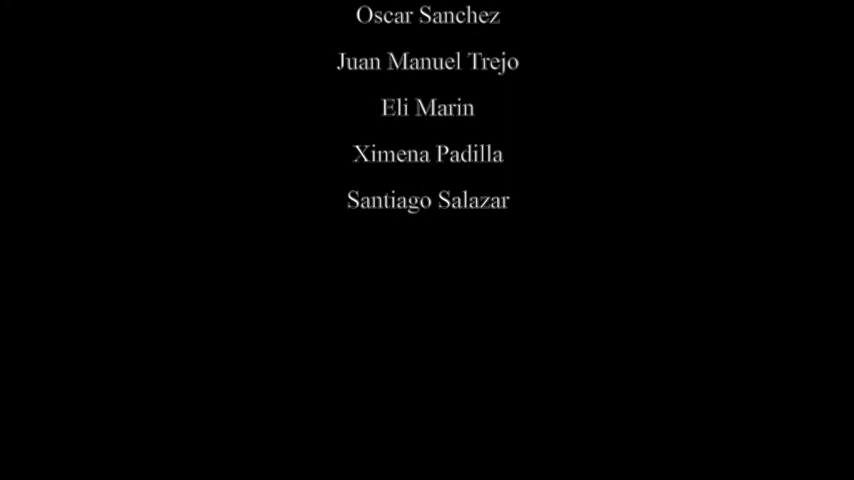 Oscar Sanchez
Juan Manuel Trejo
Eli Marin
Ximena Padilla
Santiago Salazar